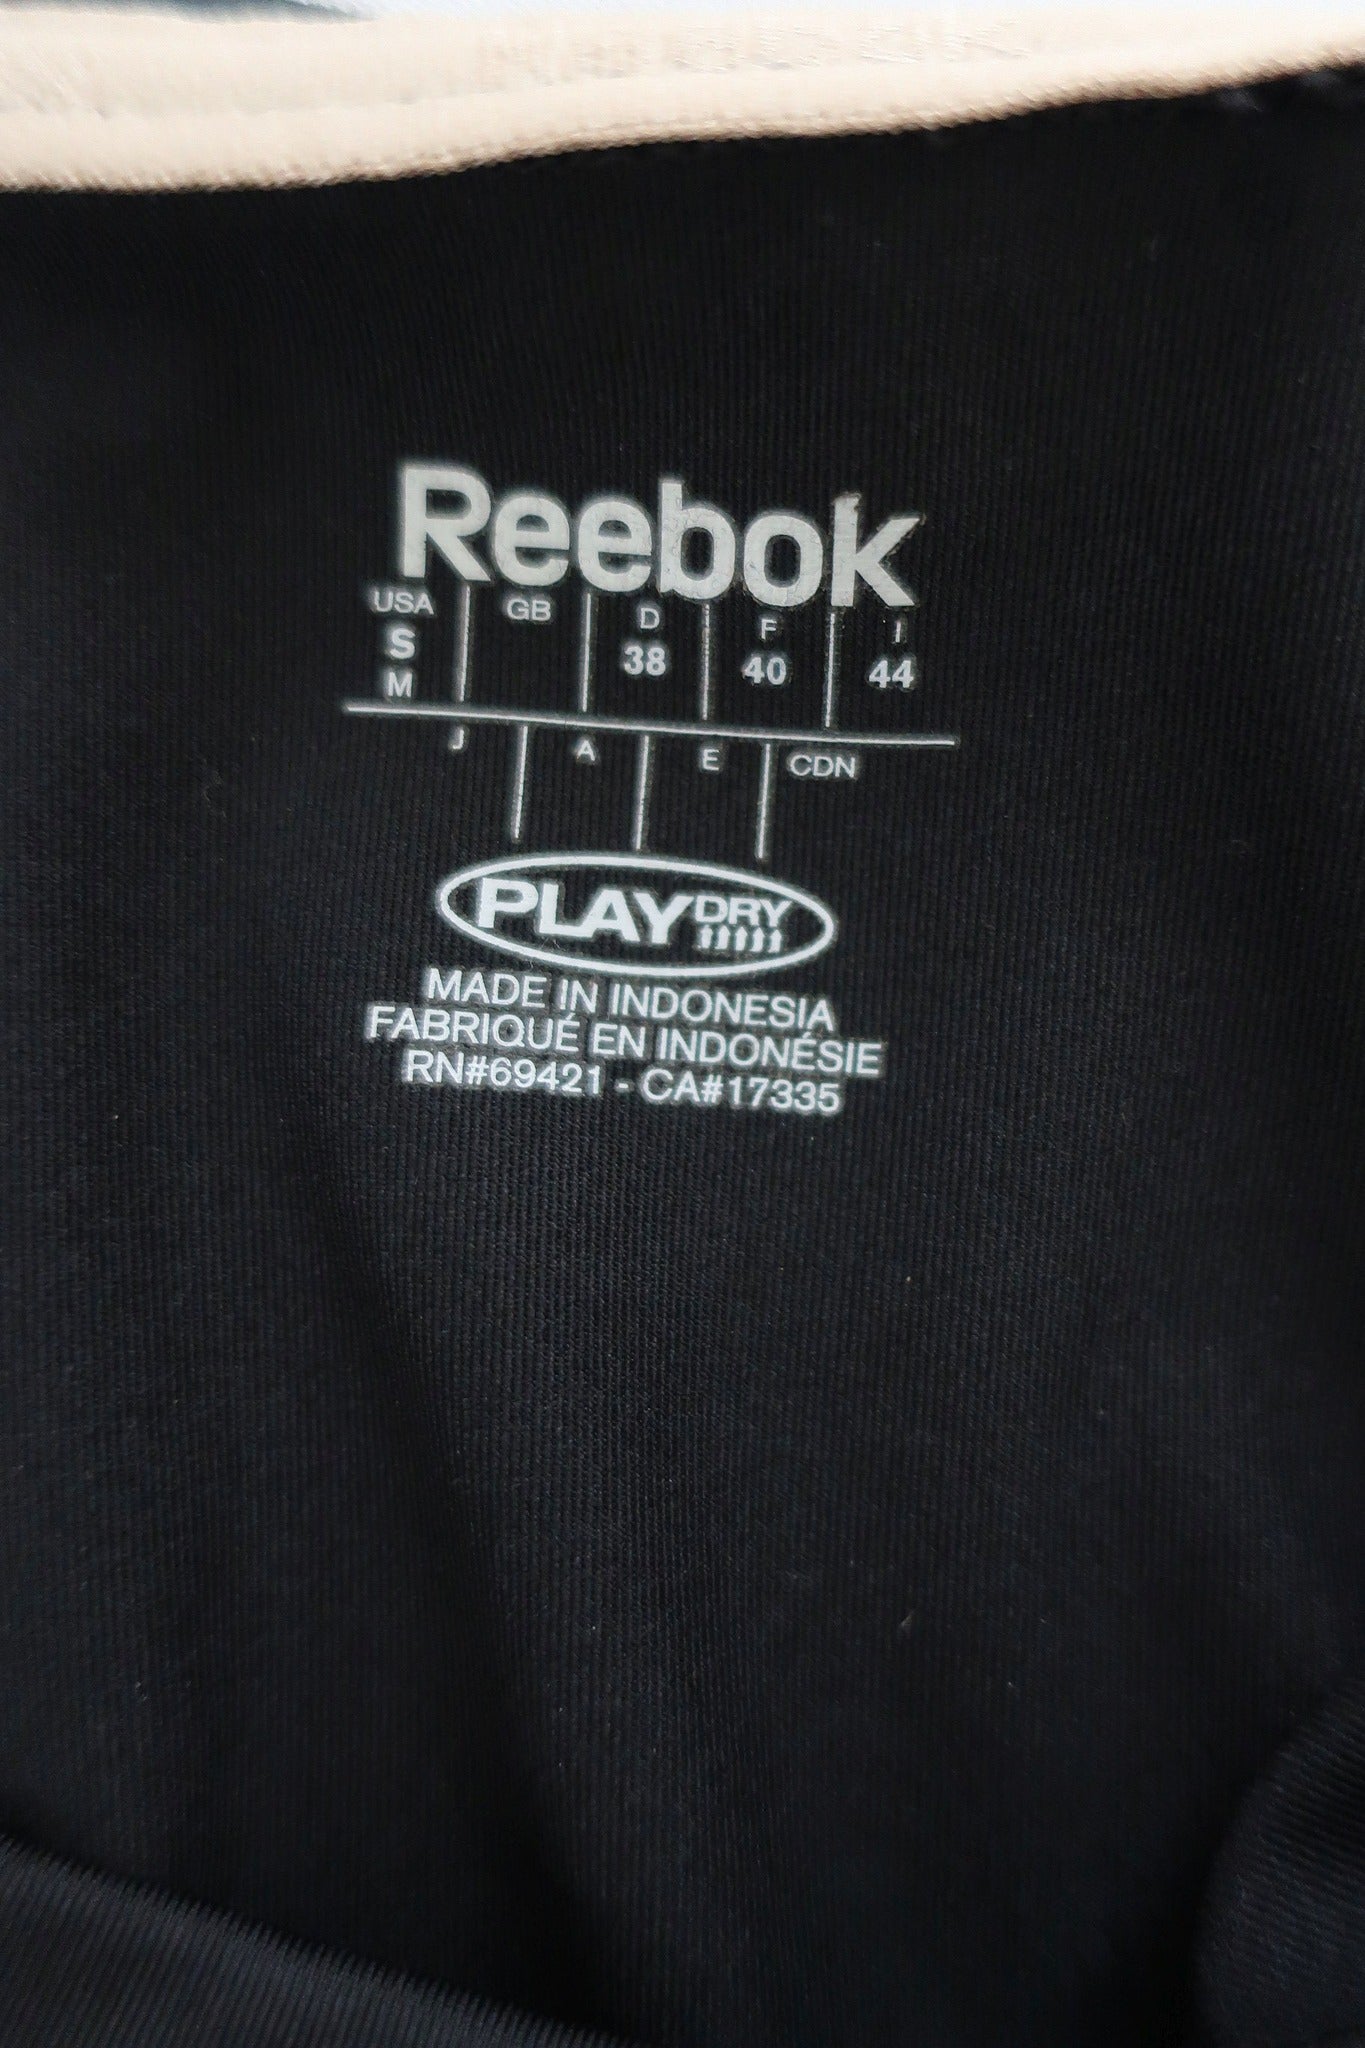 Reebok
USA GB D F I
S 38 40 44
M
J A E CDN
PLAYDRY
MADE IN INDONESIA
FABRIQUÉ EN INDONÉSIE
RN#69421 - CA#17335